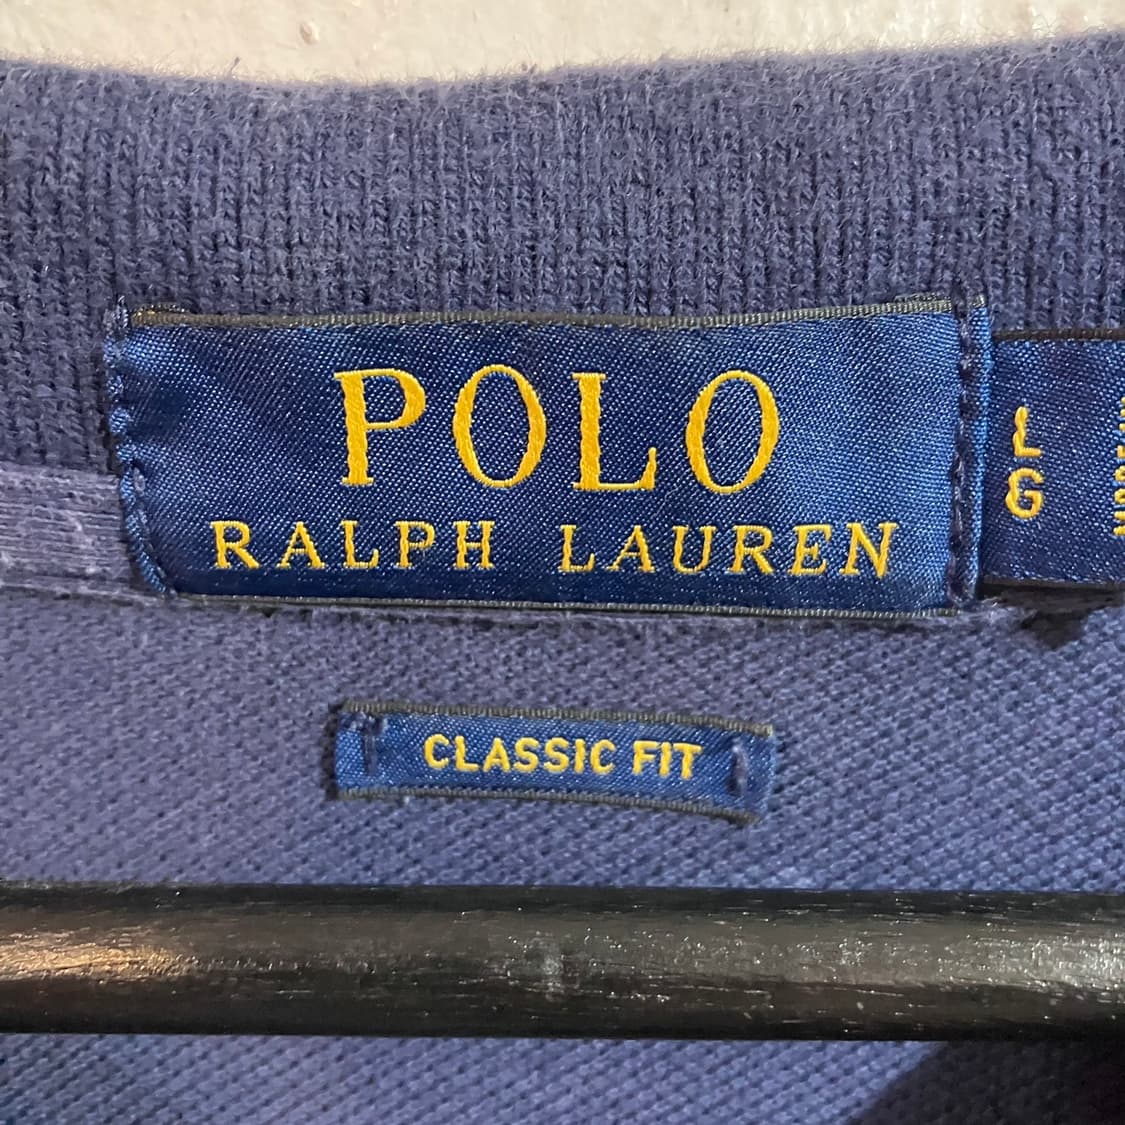 POLO
RALPH LAUREN
L
G
CLASSIC FIT